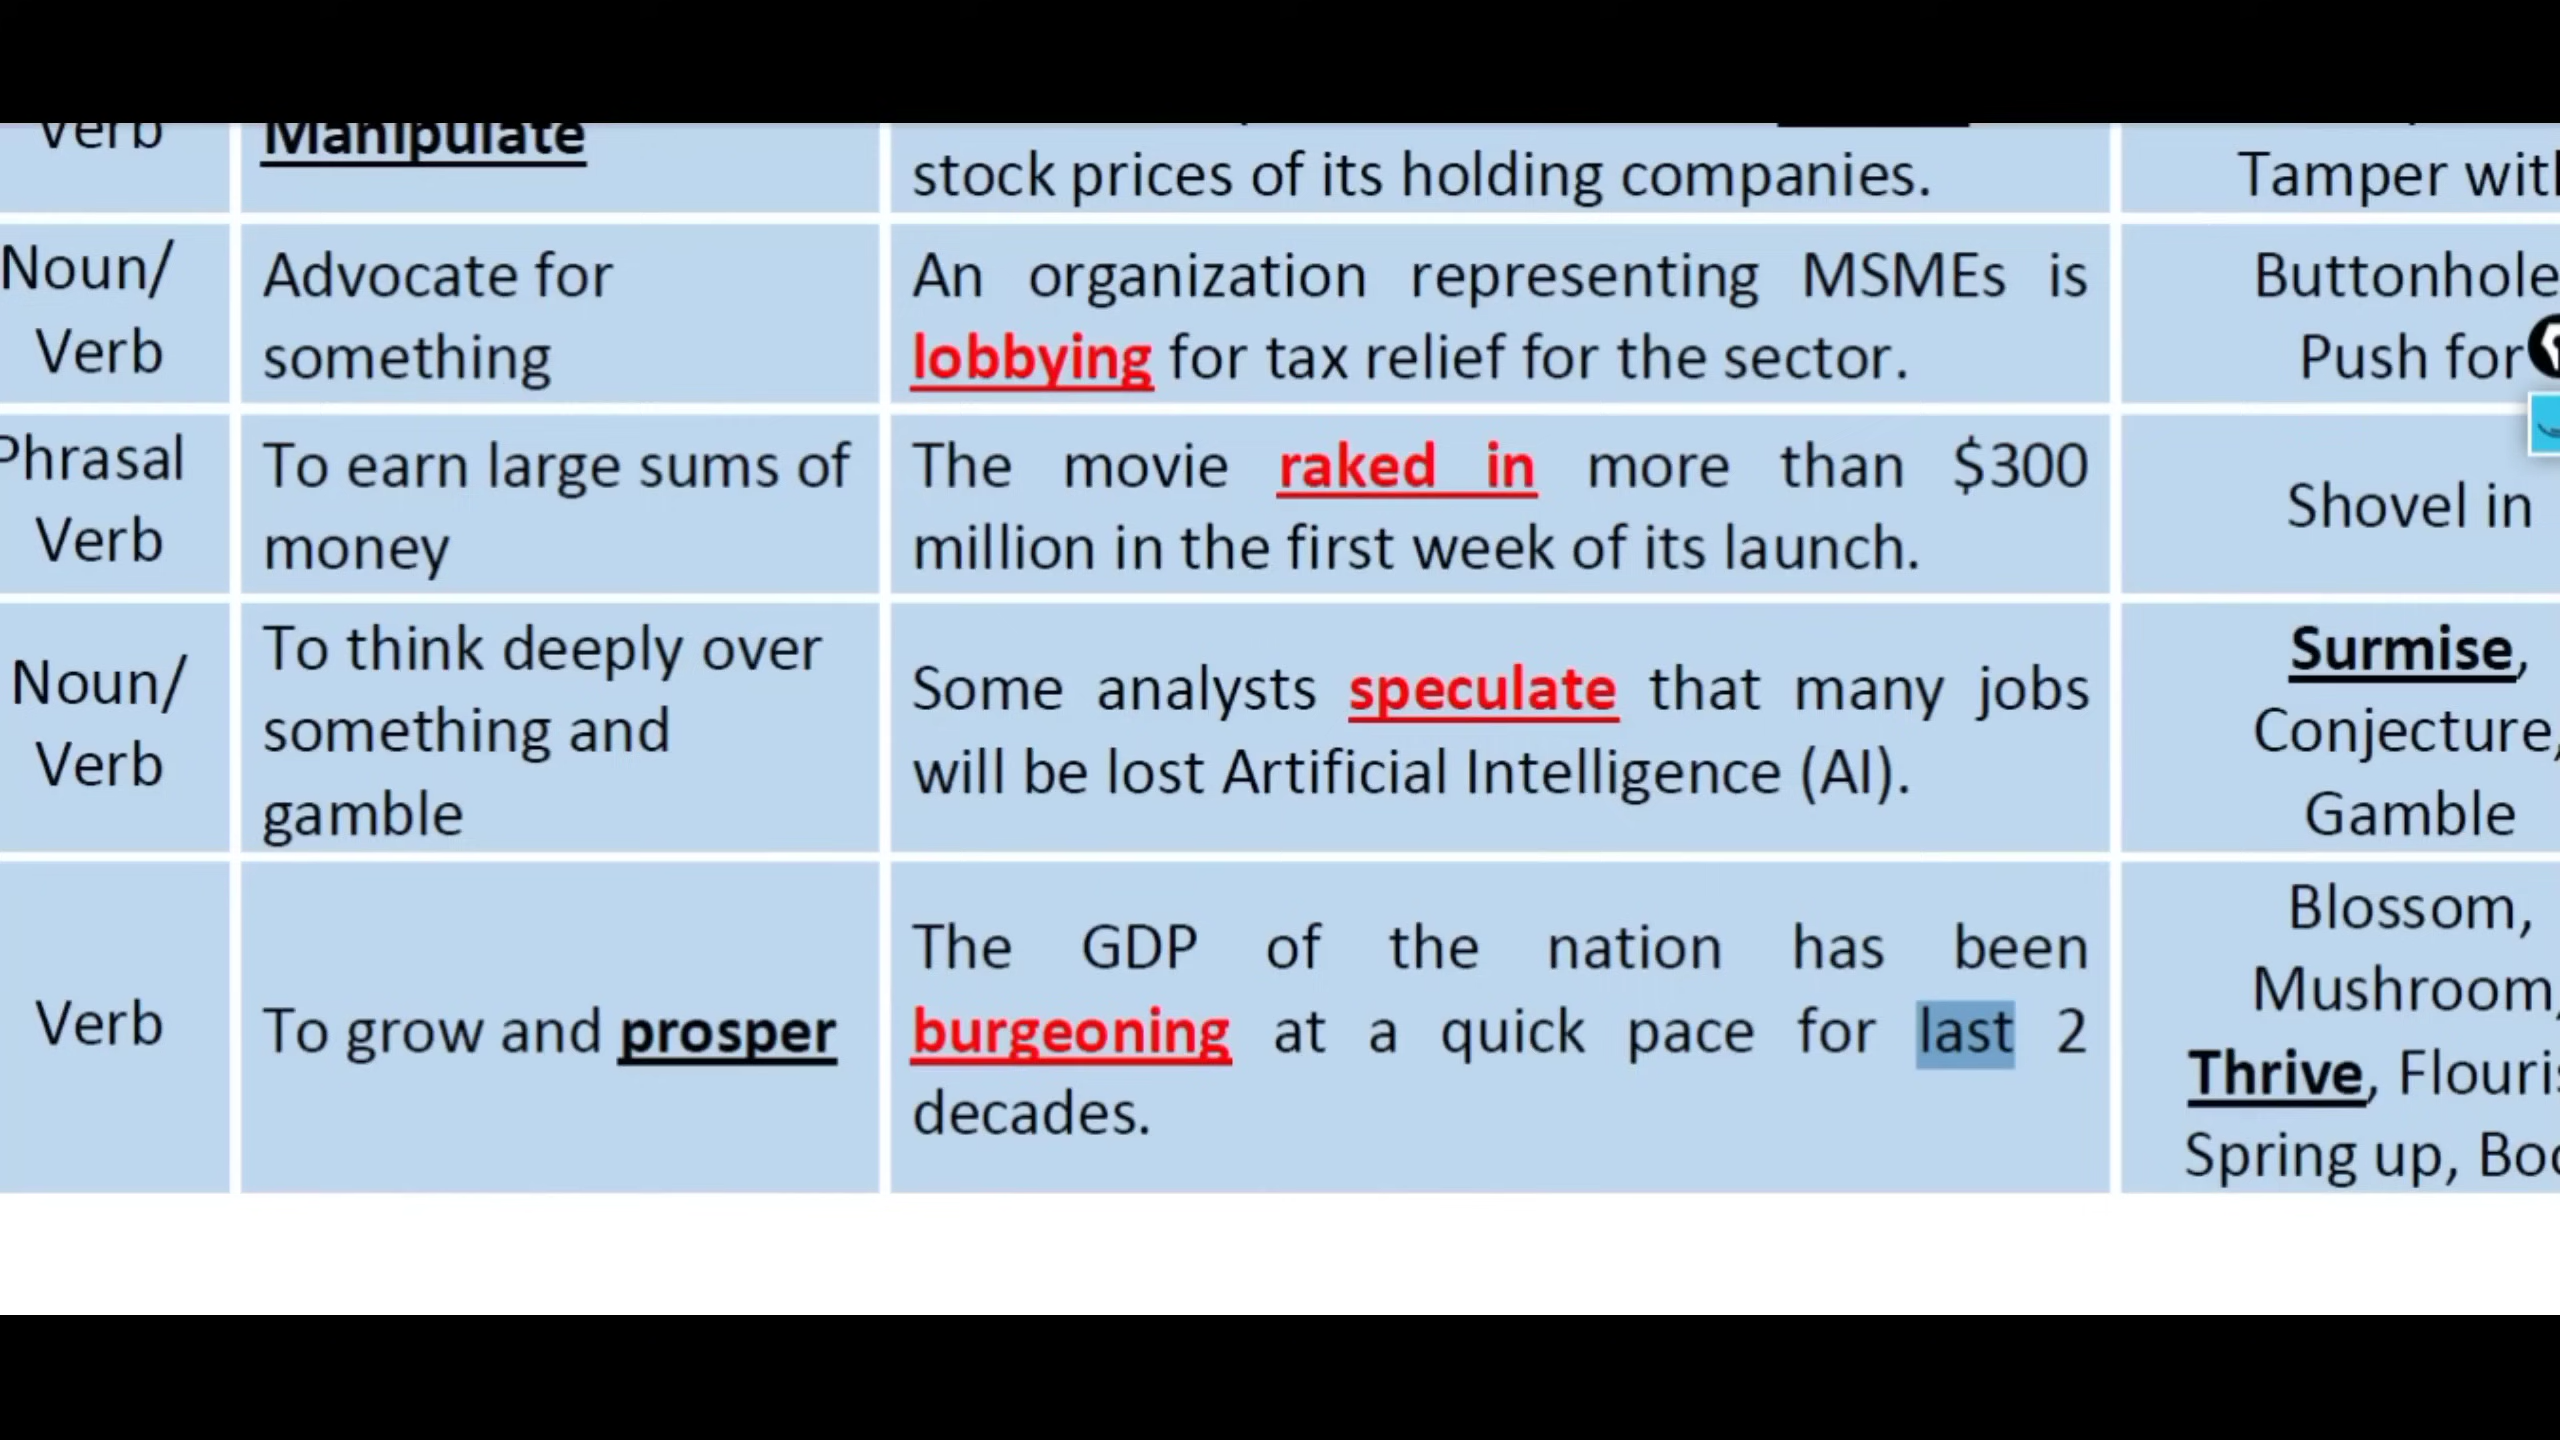 Verb
Manipulate
stock prices of its holding companies.
Tamper with
Noun/
Verb
Advocate for
something
An organization representing MSMEs is
lobbying for tax relief for the sector.
Buttonhole
Push for
Phrasal
Verb
To earn large sums of
money
The movie raked in more than $300
million in the first week of its launch.
Shovel in
Noun/
Verb
To think deeply over
something and
gamble
Some analysts speculate that many jobs
will be lost Artificial Intelligence (AI).
Surmise,
Conjecture,
Gamble
Verb
To grow and prosper
The GDP of the nation has been
burgeoning at a quick pace for last 2
decades.
Blossom,
Mushroom,
Thrive,
Spring up,